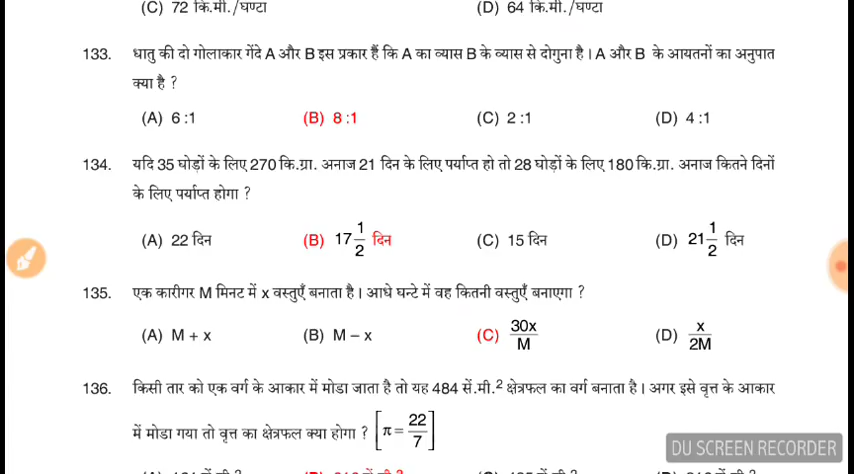 (C) 72 कि.मी./घण्टा (D) 64 कि.मी./घण्टा
133. धातु की दो गोलाकार गेंदे A और B इस प्रकार हैं कि A का व्यास B के व्यास से दोगुना है। A और B के आयतनों का अनुपात
क्या है ?
(A) 6 :1 (B) 8 :1 (C) 2 :1 (D) 4 :1
134. यदि 35 घोड़ों के लिए 270 कि.ग्रा. अनाज 21 दिन के लिए पर्याप्त हो तो 28 घोड़ों के लिए 180 कि.ग्रा. अनाज कितने दिनों
के लिए पर्याप्त होगा ?
(A) 22 दिन (B) 17 1/2 दिन (C) 15 दिन (D) 21 1/2 दिन
135. एक कारीगर M मिनट में x वस्तुएँ बनाता है। आधे घन्टे में वह कितनी वस्तुएँ बनाएगा ?
(A) M + x (B) M – x (C) 30x/M (D) x/2M
136. किसी तार को एक वर्ग के आकार में मोडा जाता है तो यह 484 सें.मी.² क्षेत्रफल का वर्ग बनाता है। अगर इसे वृत्त के आकार
में मोडा गया तो वृत्त का क्षेत्रफल क्या होगा ? [π = 22/7]
DU SCREEN RECORDER